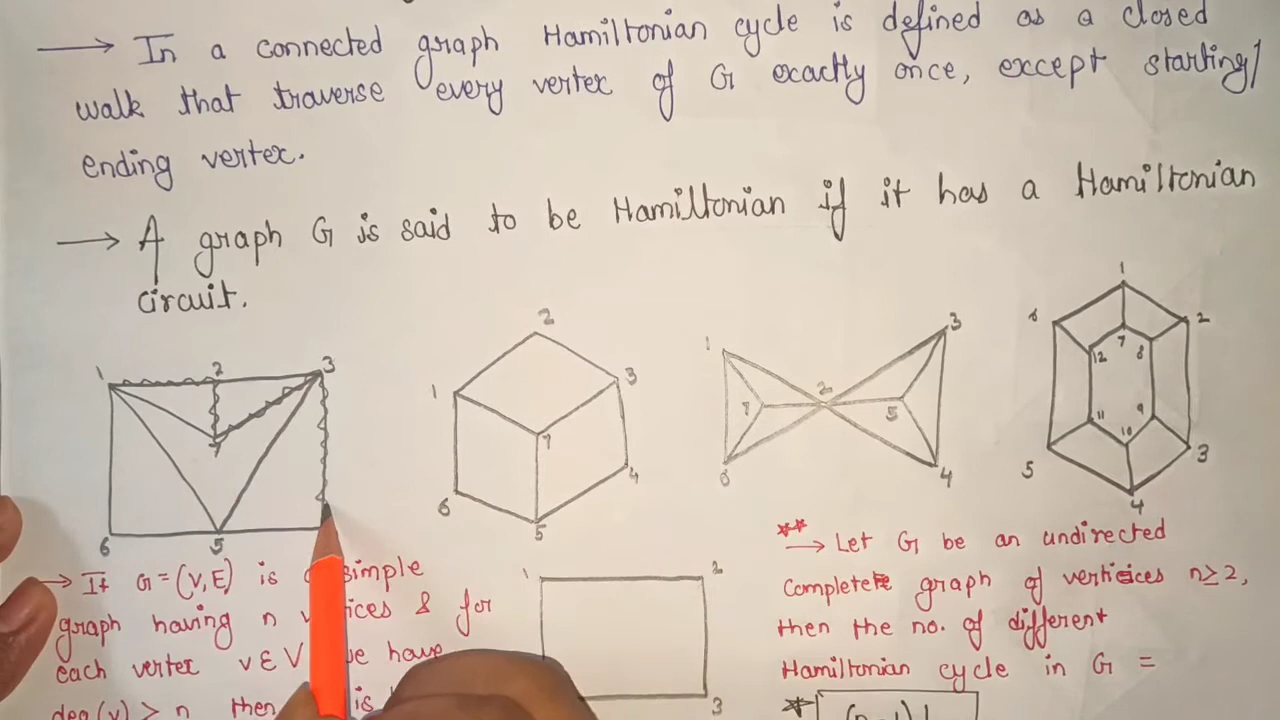 → In a connected graph Hamiltonian cycle is defined as a closed
walk that traverse every vertex of G exactly once, except starting/
ending vertex.
→ A graph G is said to be Hamiltonian if it has a Hamiltonian
circuit.
1 2 3 7 6 5
2 1 3 7 6 4 5
1 3 2 7 5 6 4
1 6 2 7 12 8 11 9 10 5 3 4
→ If G=(V,E) is simple
graph having n & for
each vertex v∈V have
deg(v) > n then is
1 2
3
** → Let G be an undirected
Complete graph of vertices n≥2,
then the no. of different
Hamiltonian cycle in G =
* (n-1)!